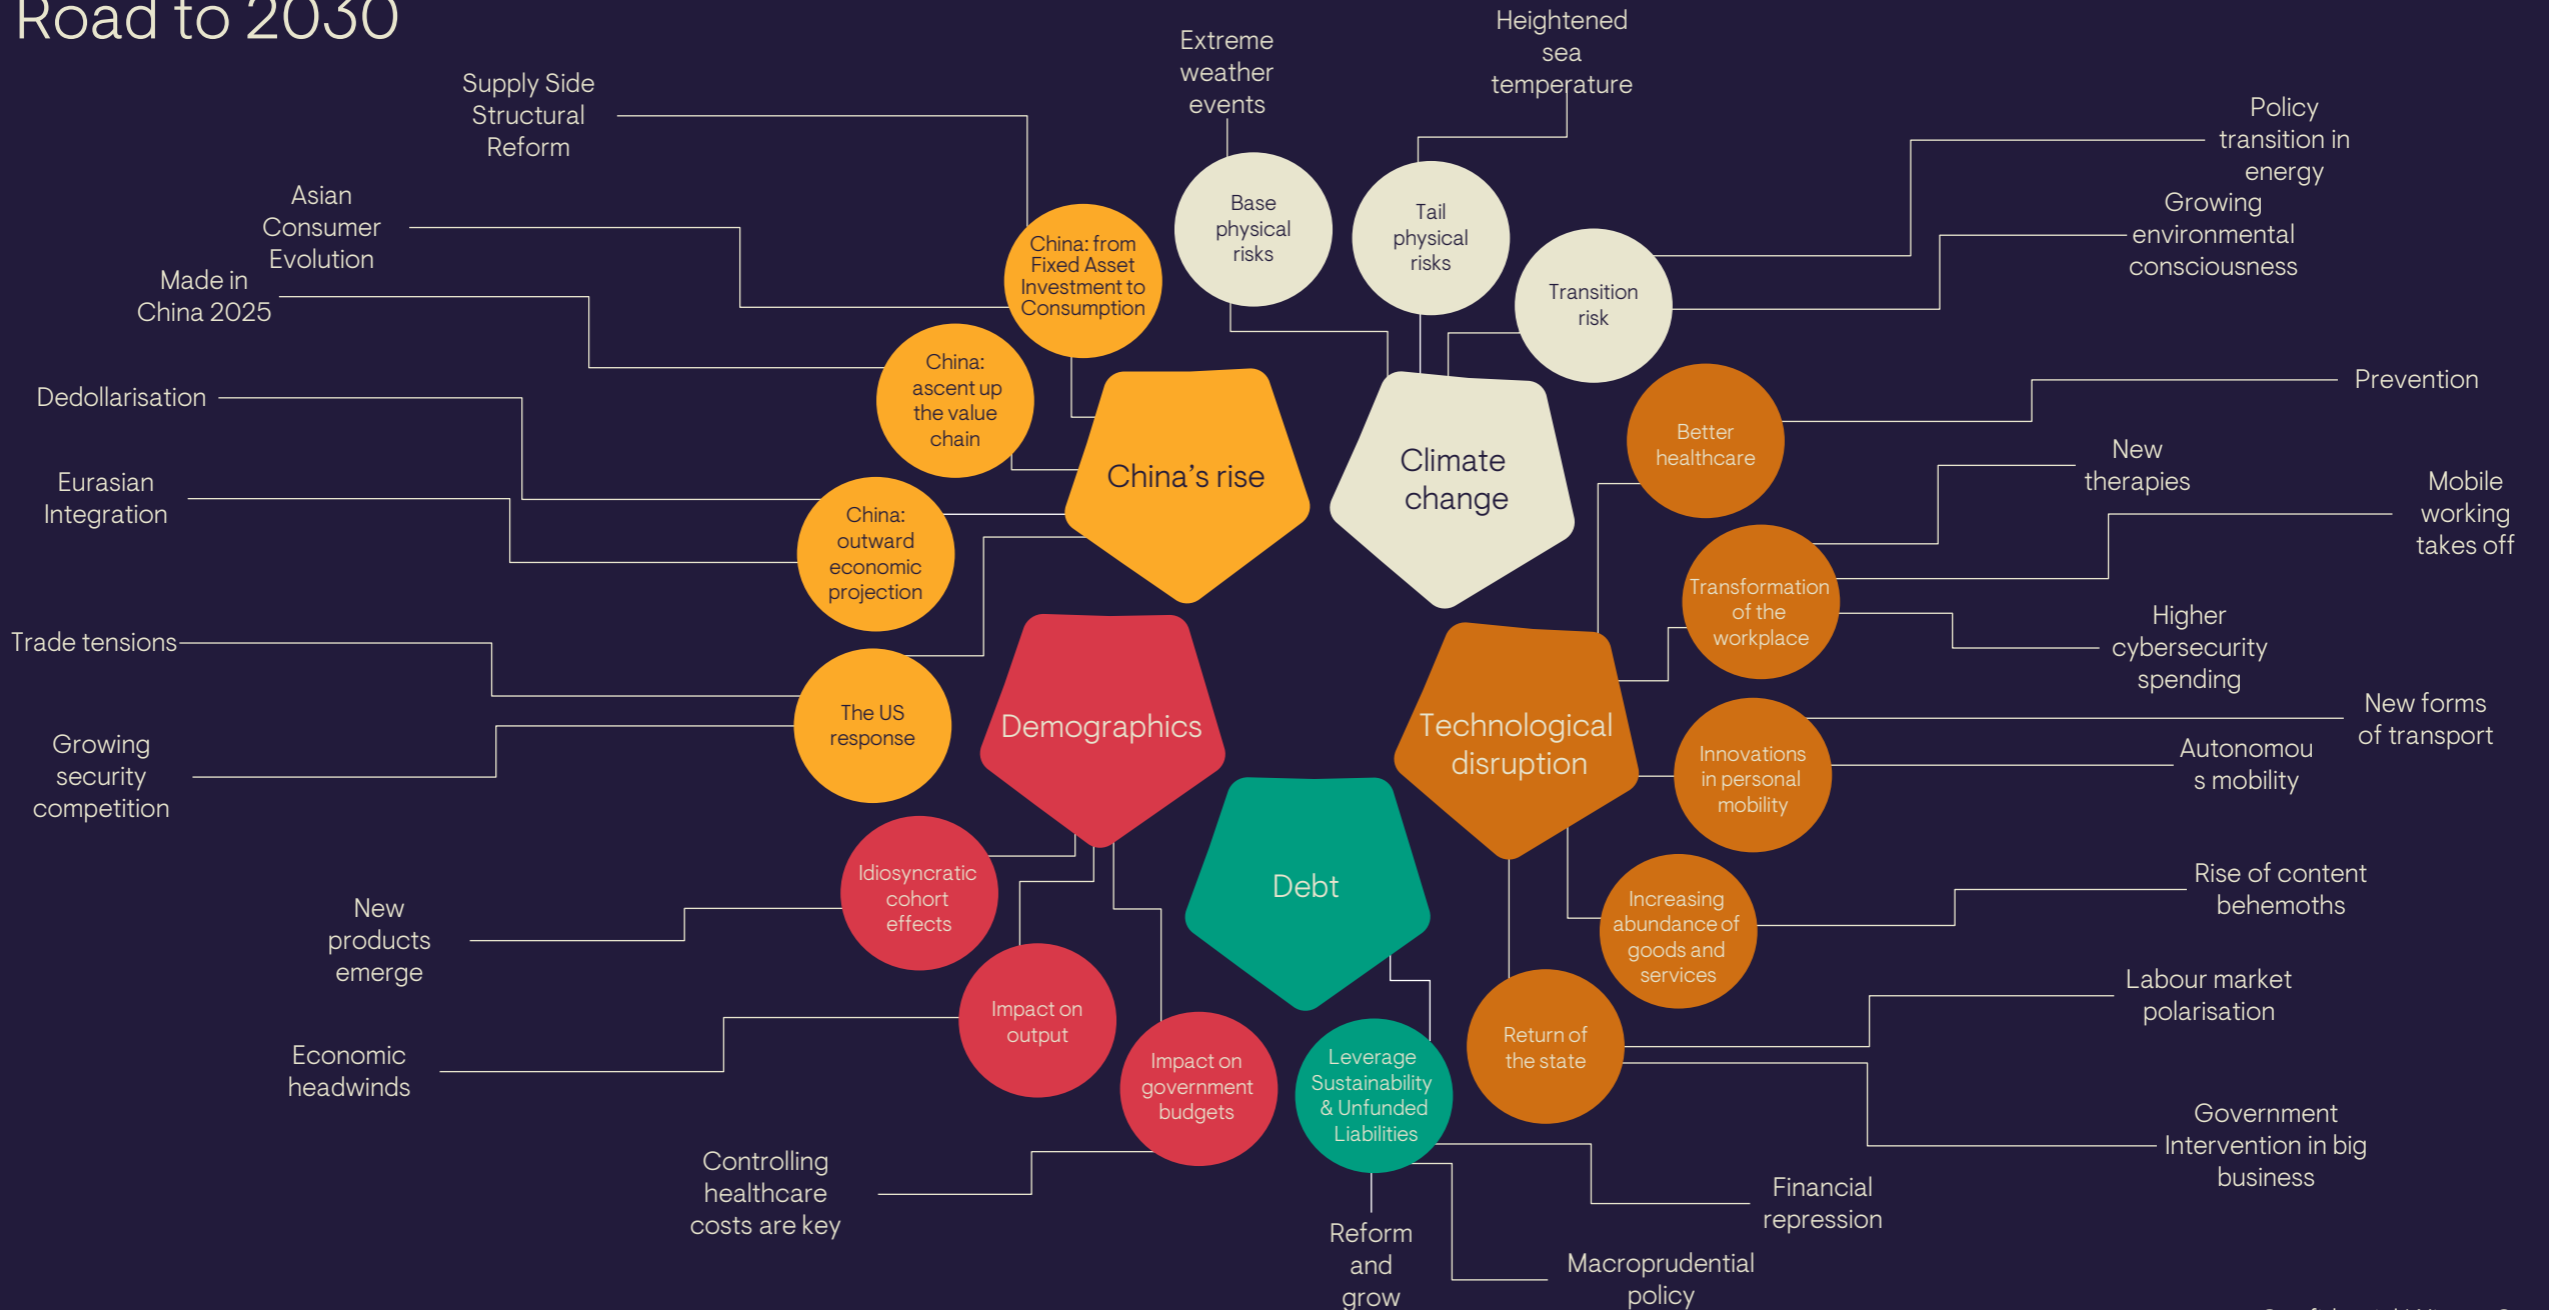 Road to 2030
Supply Side
Structural
Reform
Asian
Consumer
Evolution
Made in
China 2025
Dedollarisation
Eurasian
Integration
Trade tensions
Growing
security
competition
China: from
Fixed Asset
Investment to
Consumption
China:
ascent up
the value
chain
China:
outward
economic
projection
The US
response
China's rise
Extreme
weather
events
Heightened
sea
temperature
Policy
transition in
energy
Growing
environmental
consciousness
Base
physical
risks
Tail
physical
risks
Transition
risk
Climate
change
Prevention
New
therapies
Mobile
working
takes off
Higher
cybersecurity
spending
New forms
of transport
Autonomou
s mobility
Rise of content
behemoths
Labour market
polarisation
Government
Intervention in big
business
Better
healthcare
Transformation
of the
workplace
Innovations
in personal
mobility
Increasing
abundance of
goods and
services
Return of
the state
Technological
disruption
Demographics
Idiosyncratic
cohort
effects
Impact on
output
Impact on
government
budgets
New
products
emerge
Economic
headwinds
Controlling
healthcare
costs are key
Debt
Leverage
Sustainability
& Unfunded
Liabilities
Financial
repression
Reform
and
grow
Macroprudential
policy